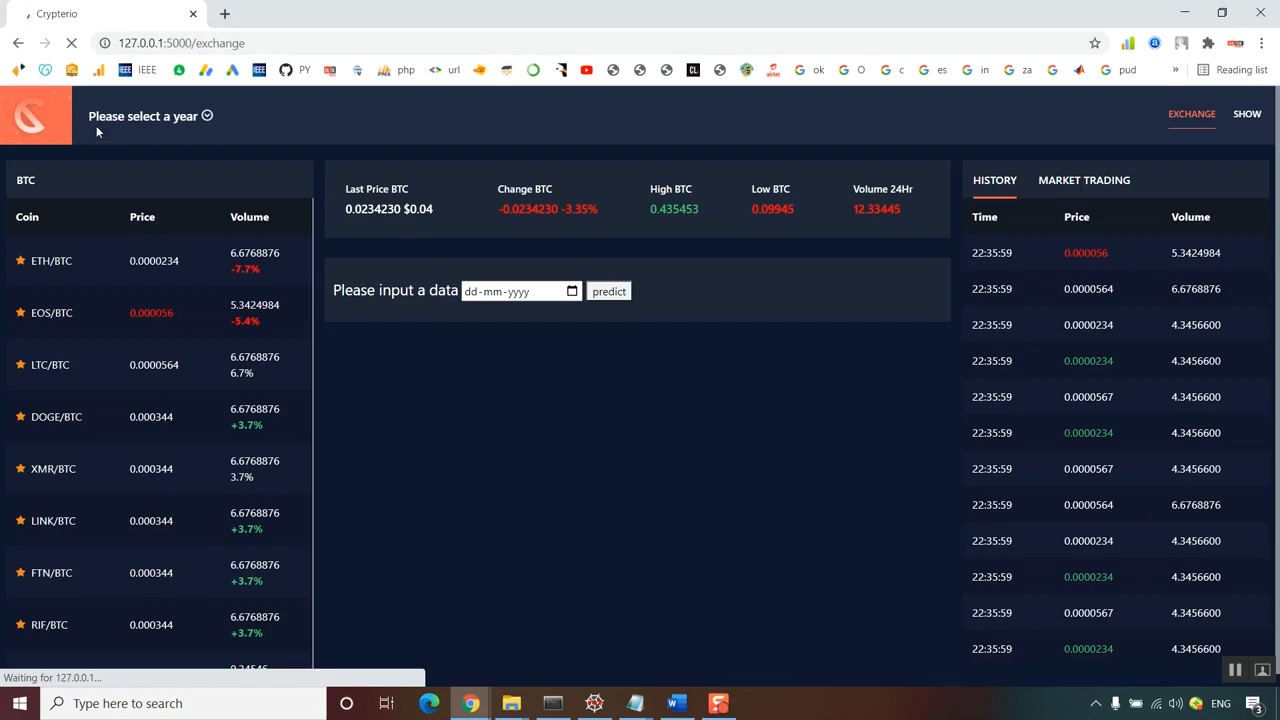 Crypterio
127.0.0.1:5000/exchange
IEEE PY php url ok O c es in za pud » Reading list
Please select a year
EXCHANGE SHOW
BTC
Coin Price Volume
ETH/BTC 0.0000234 6.6768876
-7.7%
EOS/BTC 0.000056 5.3424984
-5.4%
LTC/BTC 0.0000564 6.6768876
6.7%
DOGE/BTC 0.000344 6.6768876
+3.7%
XMR/BTC 0.000344 6.6768876
3.7%
LINK/BTC 0.000344 6.6768876
+3.7%
FTN/BTC 0.000344 6.6768876
+3.7%
RIF/BTC 0.000344 6.6768876
+3.7%
Last Price BTC Change BTC High BTC Low BTC Volume 24Hr
0.0234230 $0.04 -0.0234230 -3.35% 0.435453 0.09945 12.33445
Please input a data dd-mm-yyyy predict
HISTORY MARKET TRADING
Time Price Volume
22:35:59 0.000056 5.3424984
22:35:59 0.0000564 6.6768876
22:35:59 0.0000234 4.3456600
22:35:59 0.0000234 4.3456600
22:35:59 0.0000567 4.3456600
22:35:59 0.0000234 4.3456600
22:35:59 0.0000567 4.3456600
22:35:59 0.0000564 6.6768876
22:35:59 0.0000234 4.3456600
22:35:59 0.0000234 4.3456600
22:35:59 0.0000567 4.3456600
22:35:59 0.0000234 4.3456600
Waiting for 127.0.0.1...
Type here to search
ENG
3